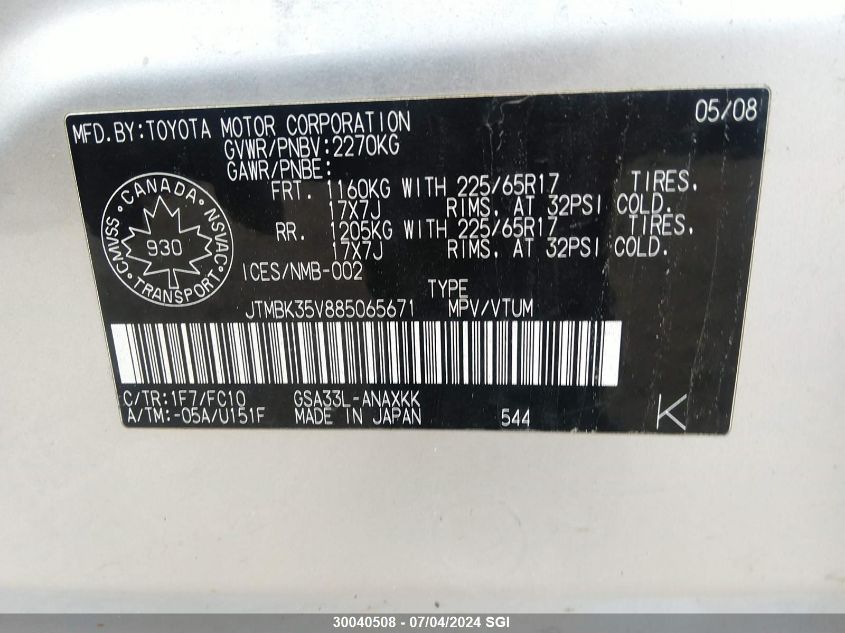 05/08
MFD.BY:TOYOTA MOTOR CORPORATION
GVWR/PNBV:2270KG
GAWR/PNBE:
FRT. 1160KG WITH 225/65R17 TIRES,
17X7J RIMS, AT 32PSI COLD.
RR. 1205KG WITH 225/65R17 TIRES,
17X7J RIMS, AT 32PSI COLD.
CANADA
CMVSS 930 NSVAC
TRANSPORT
ICES/NMB-002
TYPE
JTMBK35V885065671 MPV/VTUM
C/TR:1F7/FC10 GSA33L-ANAXKK
A/TM:-05A/U151F MADE IN JAPAN 544 K
30040508 - 07/04/2024 SGI